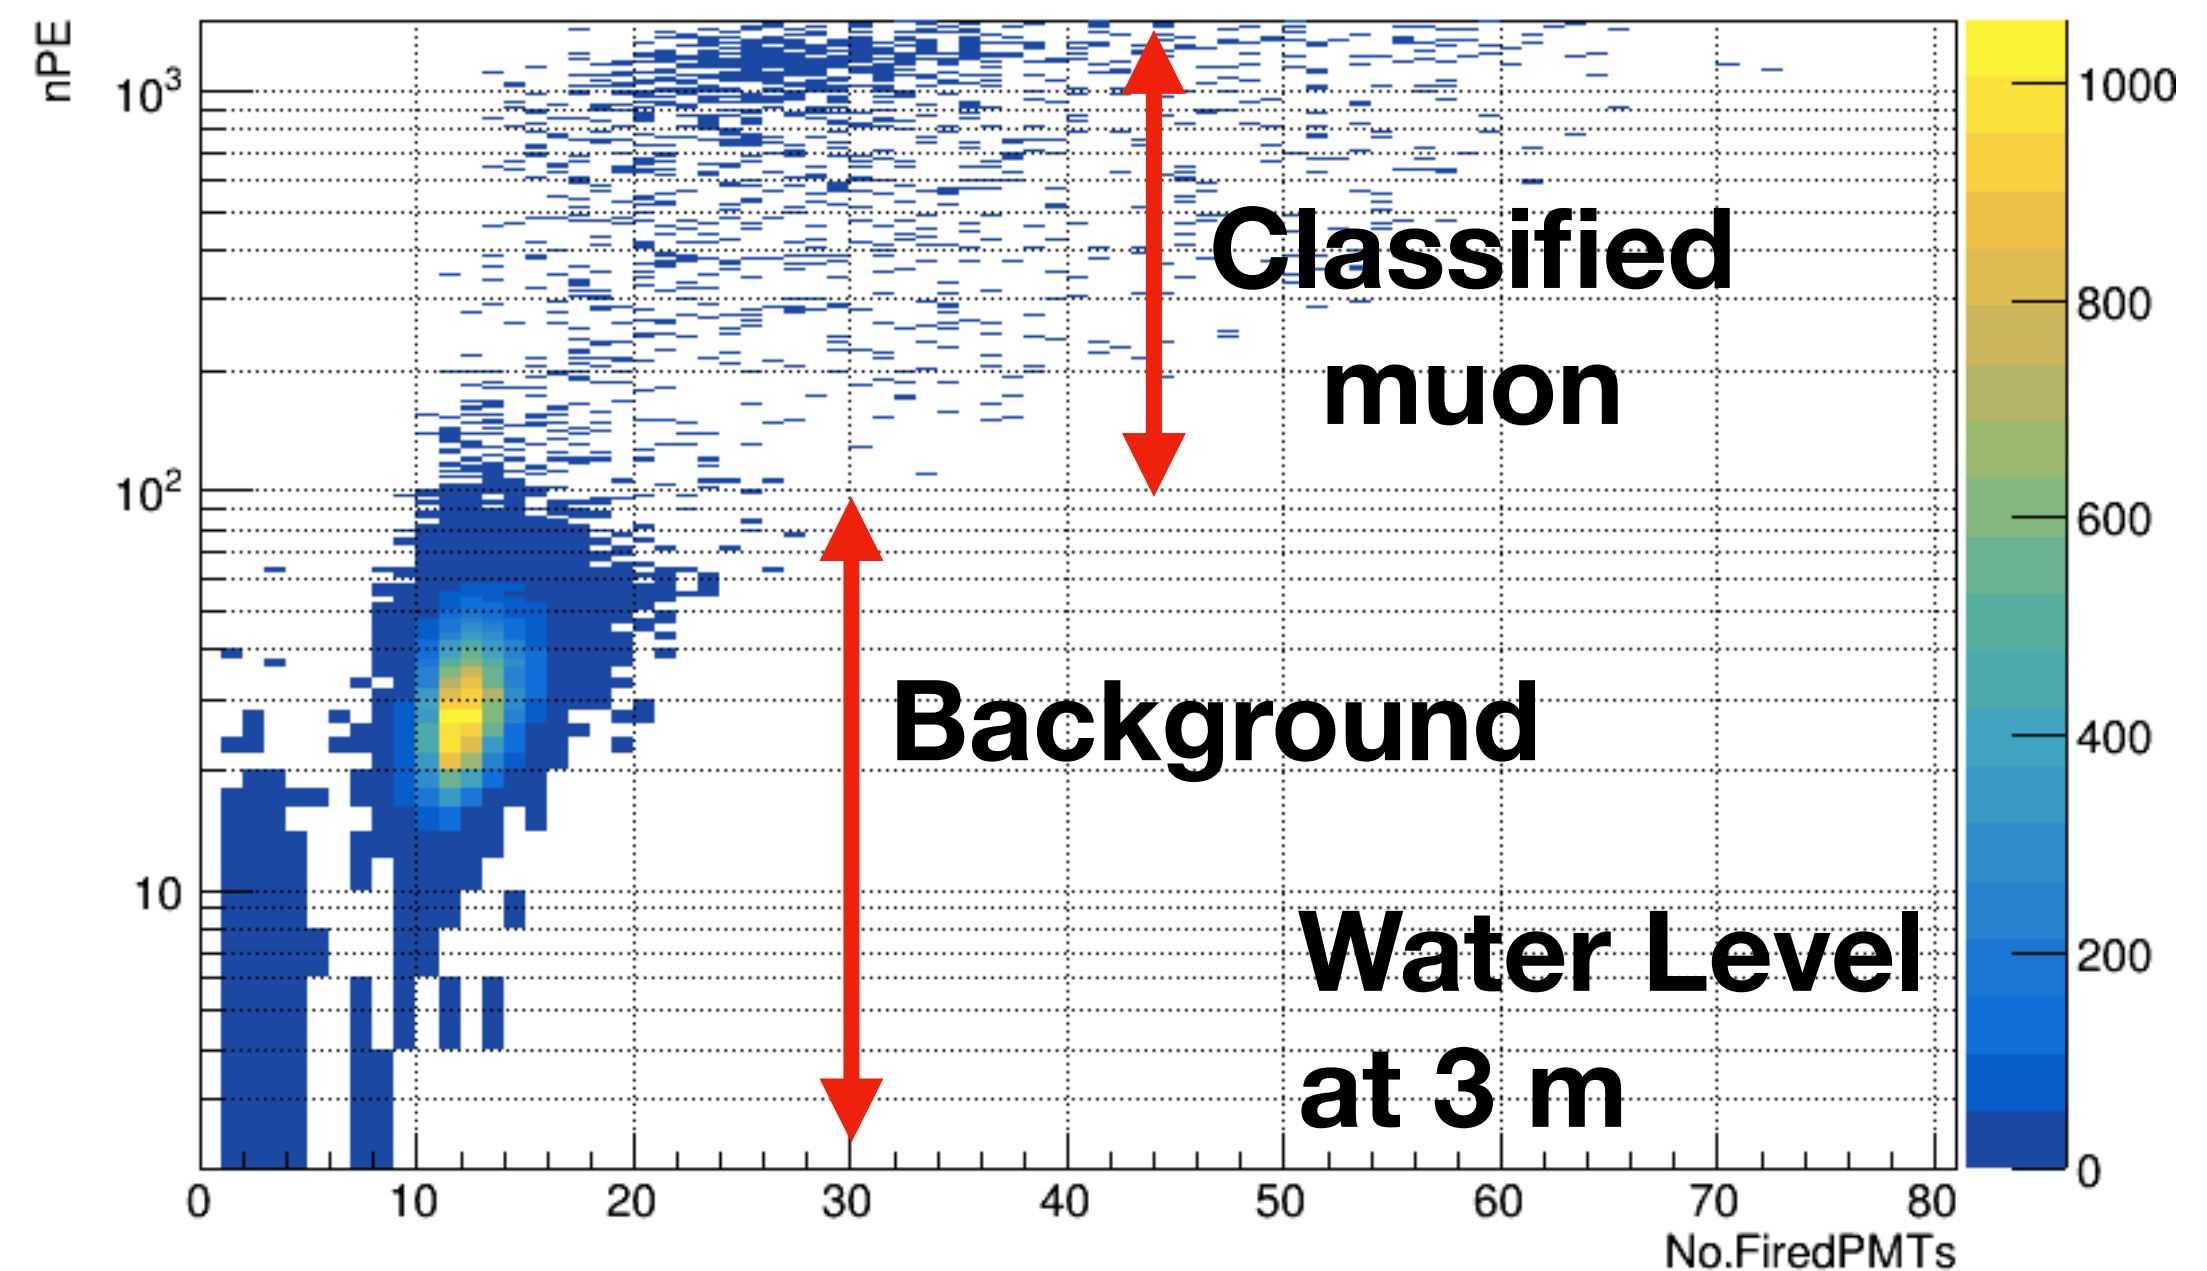 nPE
10³
10²
10
Classified
muon
Background
Water Level
at 3 m
0 10 20 30 40 50 60 70 80
No.FiredPMTs
1000
800
600
400
200
0